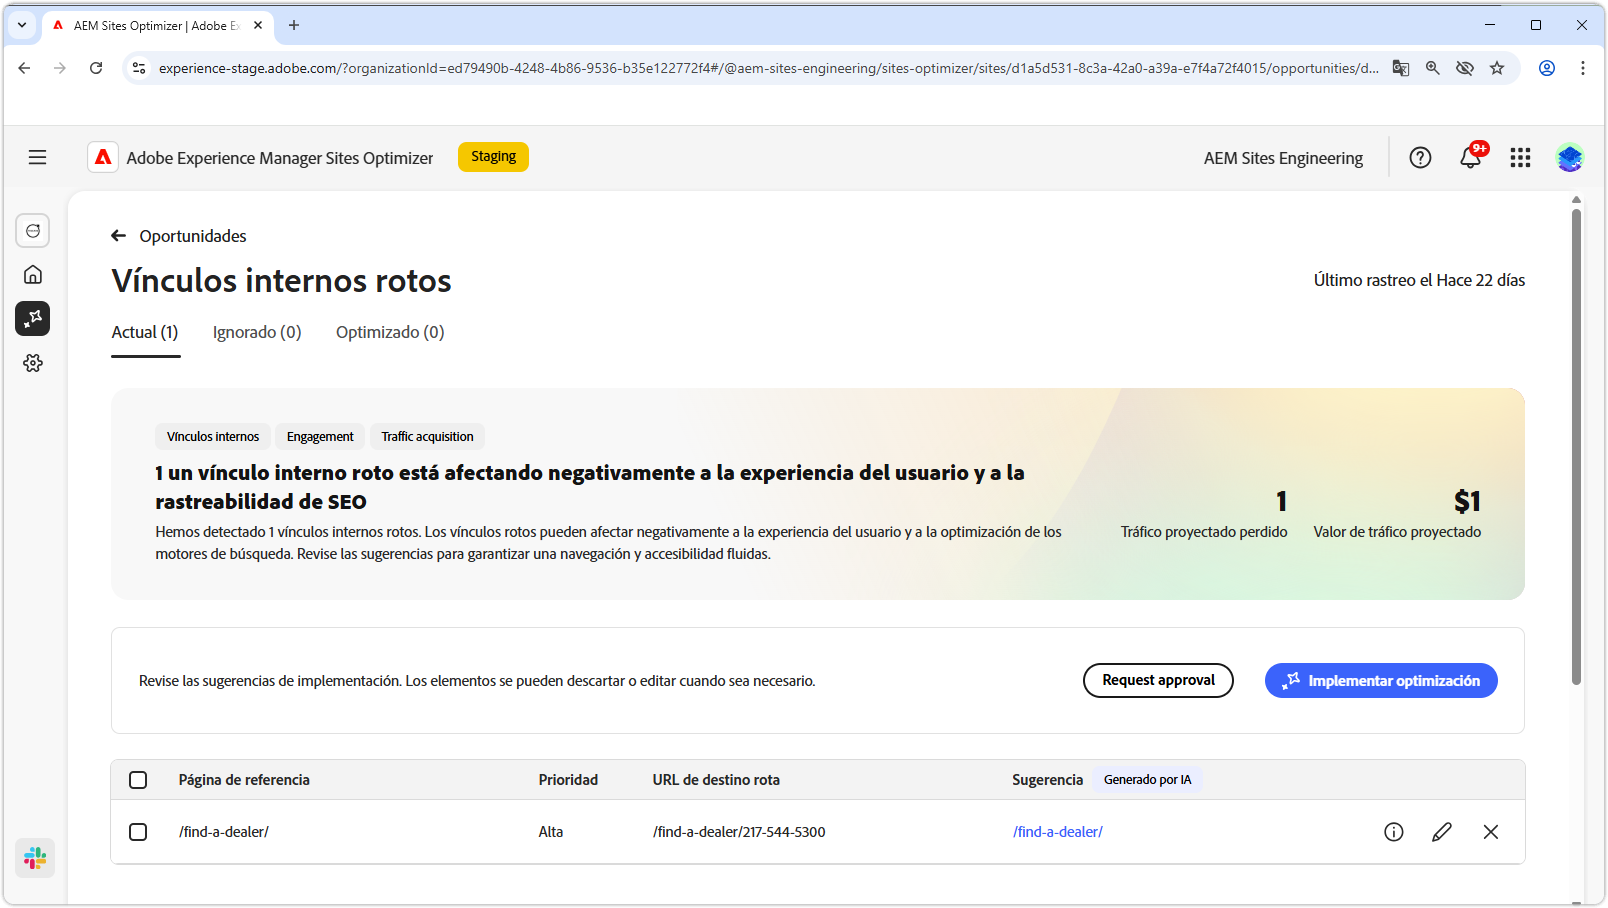 AEM Sites Optimizer | Adobe Ex
experience-stage.adobe.com/?organizationId=ed79490b-4248-4b86-9536-b35e122772f4#/@aem-sites-engineering/sites-optimizer/sites/d1a5d531-8c3a-42a0-a39a-e7f4a72f4015/opportunities/d...
Adobe Experience Manager Sites Optimizer
Staging
AEM Sites Engineering
9+
Oportunidades
Vínculos internos rotos
Último rastreo el Hace 22 días
Actual (1)
Ignorado (0)
Optimizado (0)
Vínculos internos
Engagement
Traffic acquisition
1 un vínculo interno roto está afectando negativamente a la experiencia del usuario y a la
rastreabilidad de SEO
Hemos detectado 1 vínculos internos rotos. Los vínculos rotos pueden afectar negativamente a la experiencia del usuario y a la optimización de los
motores de búsqueda. Revise las sugerencias para garantizar una navegación y accesibilidad fluidas.
1
Tráfico proyectado perdido
$1
Valor de tráfico proyectado
Revise las sugerencias de implementación. Los elementos se pueden descartar o editar cuando sea necesario.
Request approval
Implementar optimización
Página de referencia
Prioridad
URL de destino rota
Sugerencia
Generado por IA
/find-a-dealer/
Alta
/find-a-dealer/217-544-5300
/find-a-dealer/